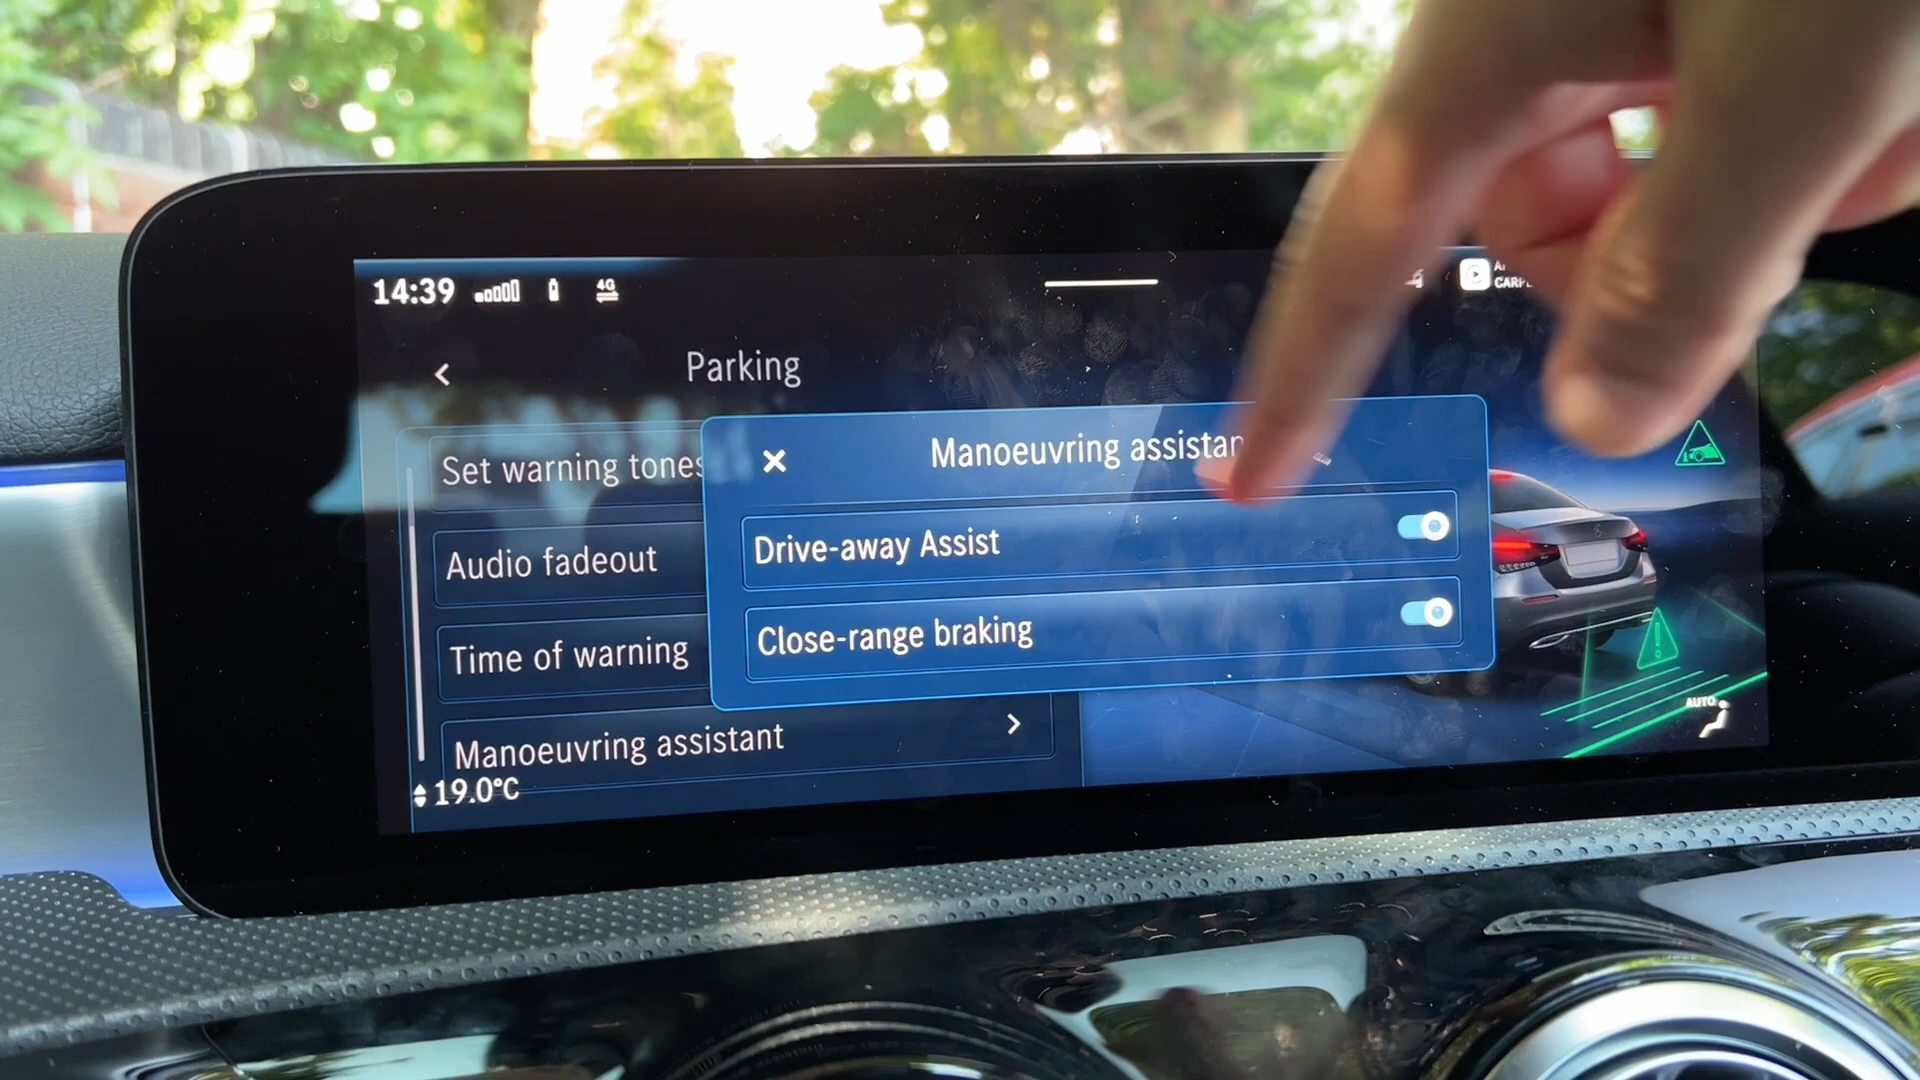 14:39
4G
Parking
Set warning tones
Audio fadeout
Time of warning
Manoeuvring assistant
Manoeuvring assistan
Drive-away Assist
Close-range braking
AUTO
19.0°C